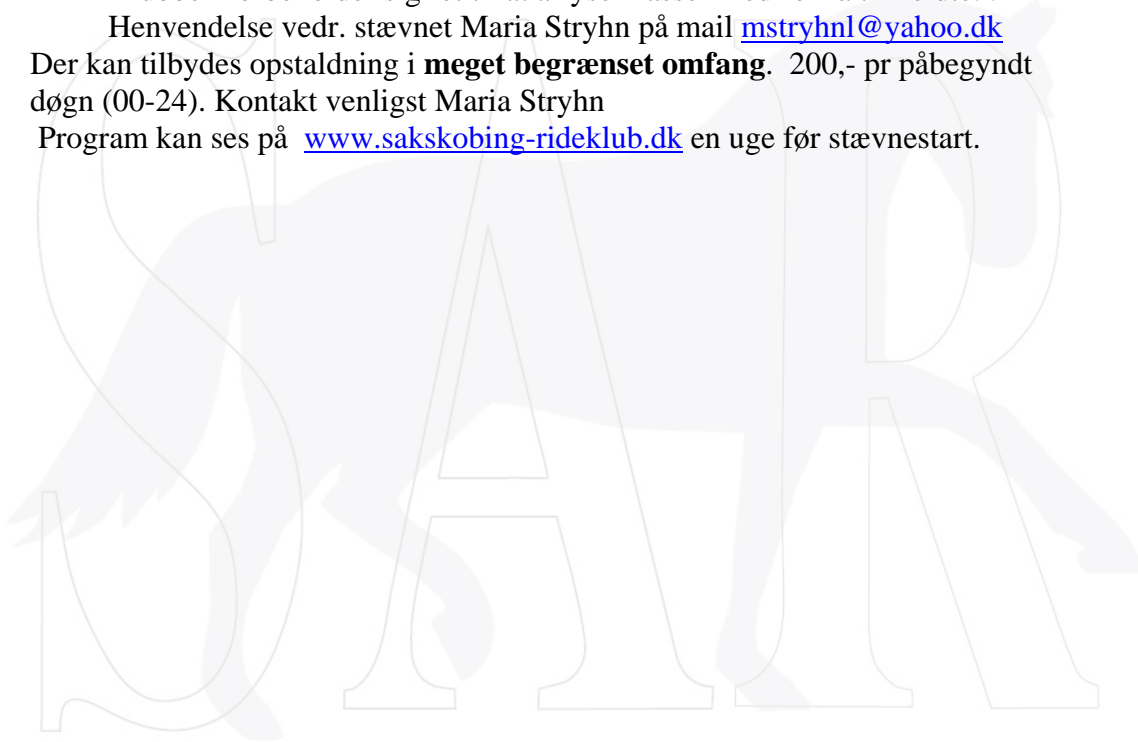 Henvendelse vedr. stævnet Maria Stryhn på mail mstryhnl@yahoo.dk
Der kan tilbydes opstaldning i meget begrænset omfang.  200,- pr påbegyndt
døgn (00-24). Kontakt venligst Maria Stryhn
Program kan ses på  www.sakskobing-rideklub.dk en uge før stævnestart.
SAR